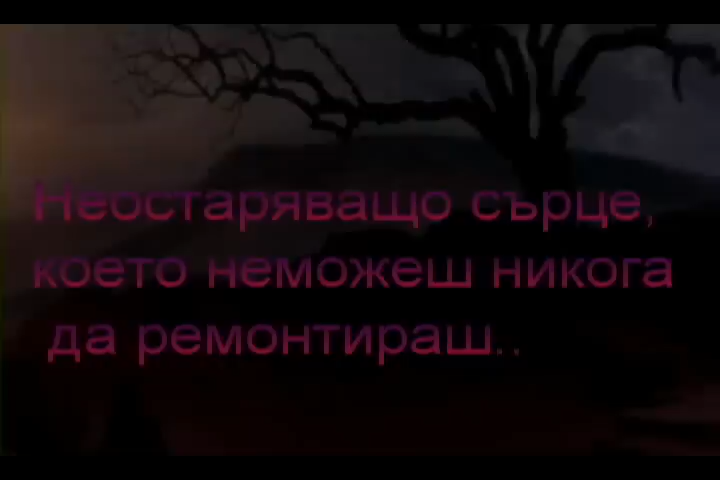 Неостаряващо сърце,
което неможеш никога
да ремонтираш..